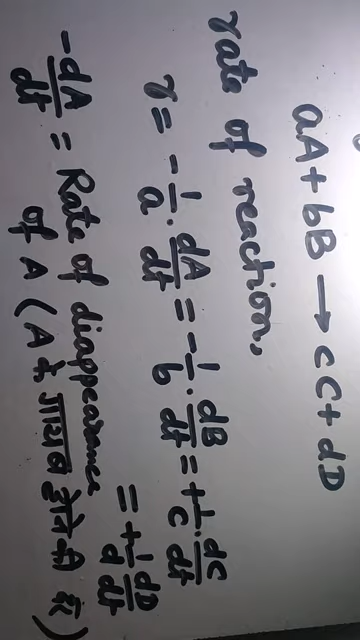 aA + bB → cC + dD
rate of reaction.
r = -1/a · dA/dt = -1/b · dB/dt = +1/c · dC/dt
= +1/d dD/dt
-dA/dt = Rate of diappearance
of A (A के गायब होने की दर)